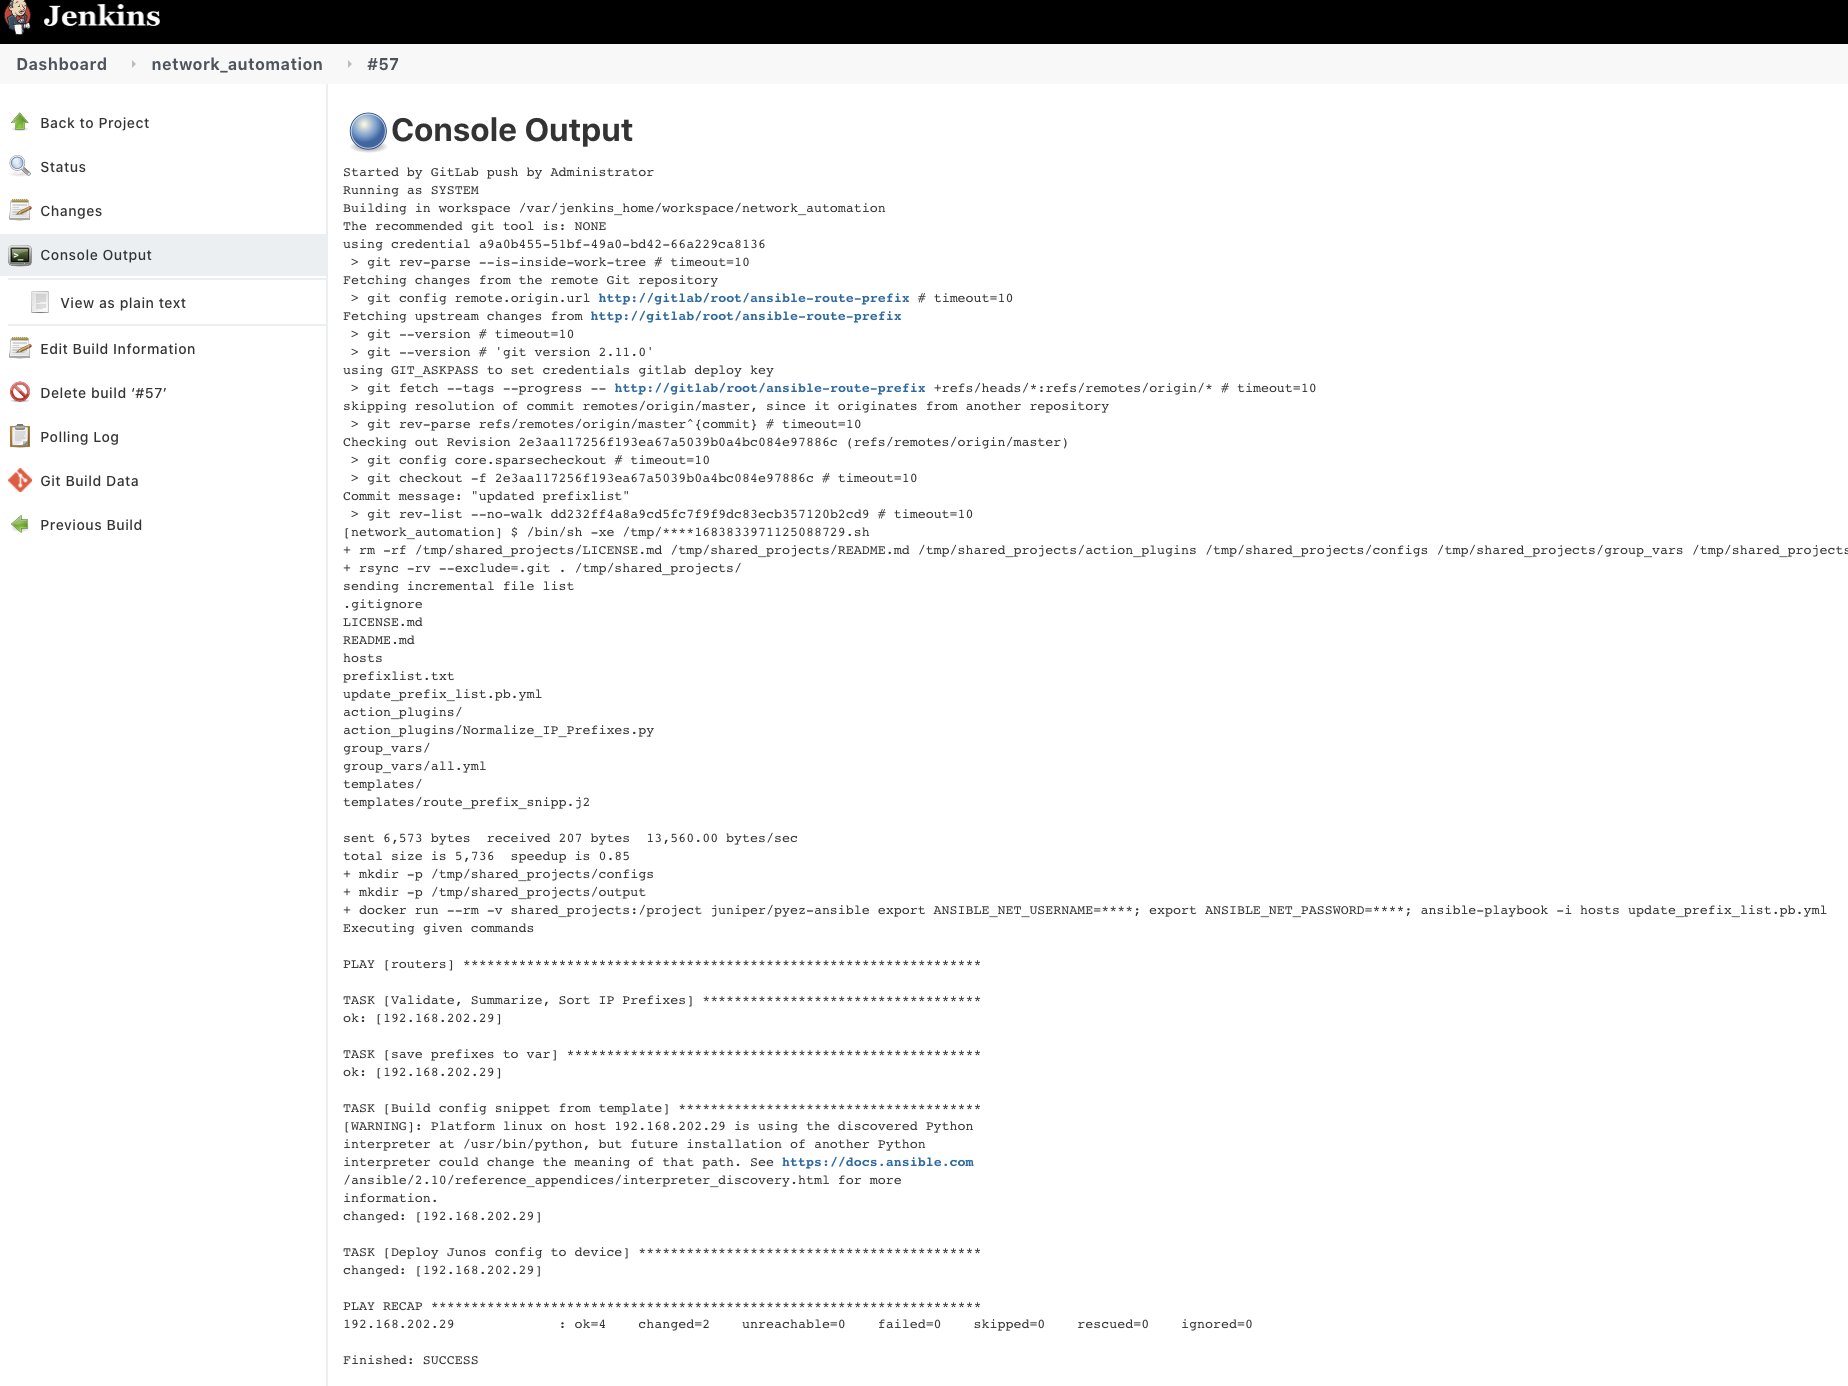 Jenkins
Dashboard
network_automation
#57
Back to Project
Status
Changes
Console Output
View as plain text
Edit Build Information
Delete build ‘#57’
Polling Log
Git Build Data
Previous Build
Console Output
Started by GitLab push by Administrator
Running as SYSTEM
Building in workspace /var/jenkins_home/workspace/network_automation
The recommended git tool is: NONE
using credential a9a0b455-51bf-49a0-bd42-66a229ca8136
 > git rev-parse --is-inside-work-tree # timeout=10
Fetching changes from the remote Git repository
 > git config remote.origin.url http://gitlab/root/ansible-route-prefix # timeout=10
Fetching upstream changes from http://gitlab/root/ansible-route-prefix
 > git --version # timeout=10
 > git --version # 'git version 2.11.0'
using GIT_ASKPASS to set credentials gitlab deploy key
 > git fetch --tags --progress -- http://gitlab/root/ansible-route-prefix +refs/heads/*:refs/remotes/origin/* # timeout=10
skipping resolution of commit remotes/origin/master, since it originates from another repository
 > git rev-parse refs/remotes/origin/master^{commit} # timeout=10
Checking out Revision 2e3aa117256f193ea67a5039b0a4bc084e97886c (refs/remotes/origin/master)
 > git config core.sparsecheckout # timeout=10
 > git checkout -f 2e3aa117256f193ea67a5039b0a4bc084e97886c # timeout=10
Commit message: "updated prefixlist"
 > git rev-list --no-walk dd232ff4a8a9cd5fc7f9f9dc83ecb357120b2cd9 # timeout=10
[network_automation] $ /bin/sh -xe /tmp/****1683833971125088729.sh
+ rm -rf /tmp/shared_projects/LICENSE.md /tmp/shared_projects/README.md /tmp/shared_projects/action_plugins /tmp/shared_projects/configs /tmp/shared_projects/group_vars /tmp/shared_projects
+ rsync -rv --exclude=.git . /tmp/shared_projects/
sending incremental file list
.gitignore
LICENSE.md
README.md
hosts
prefixlist.txt
update_prefix_list.pb.yml
action_plugins/
action_plugins/Normalize_IP_Prefixes.py
group_vars/
group_vars/all.yml
templates/
templates/route_prefix_snipp.j2
sent 6,573 bytes  received 207 bytes  13,560.00 bytes/sec
total size is 5,736  speedup is 0.85
+ mkdir -p /tmp/shared_projects/configs
+ mkdir -p /tmp/shared_projects/output
+ docker run --rm -v shared_projects:/project juniper/pyez-ansible export ANSIBLE_NET_USERNAME=****; export ANSIBLE_NET_PASSWORD=****; ansible-playbook -i hosts update_prefix_list.pb.yml
Executing given commands
PLAY [routers] *****************************************************************
TASK [Validate, Summarize, Sort IP Prefixes] ***********************************
ok: [192.168.202.29]
TASK [save prefixes to var] ****************************************************
ok: [192.168.202.29]
TASK [Build config snippet from template] **************************************
[WARNING]: Platform linux on host 192.168.202.29 is using the discovered Python
interpreter at /usr/bin/python, but future installation of another Python
interpreter could change the meaning of that path. See https://docs.ansible.com
/ansible/2.10/reference_appendices/interpreter_discovery.html for more
information.
changed: [192.168.202.29]
TASK [Deploy Junos config to device] *******************************************
changed: [192.168.202.29]
PLAY RECAP *********************************************************************
192.168.202.29             : ok=4    changed=2    unreachable=0    failed=0    skipped=0    rescued=0    ignored=0
Finished: SUCCESS